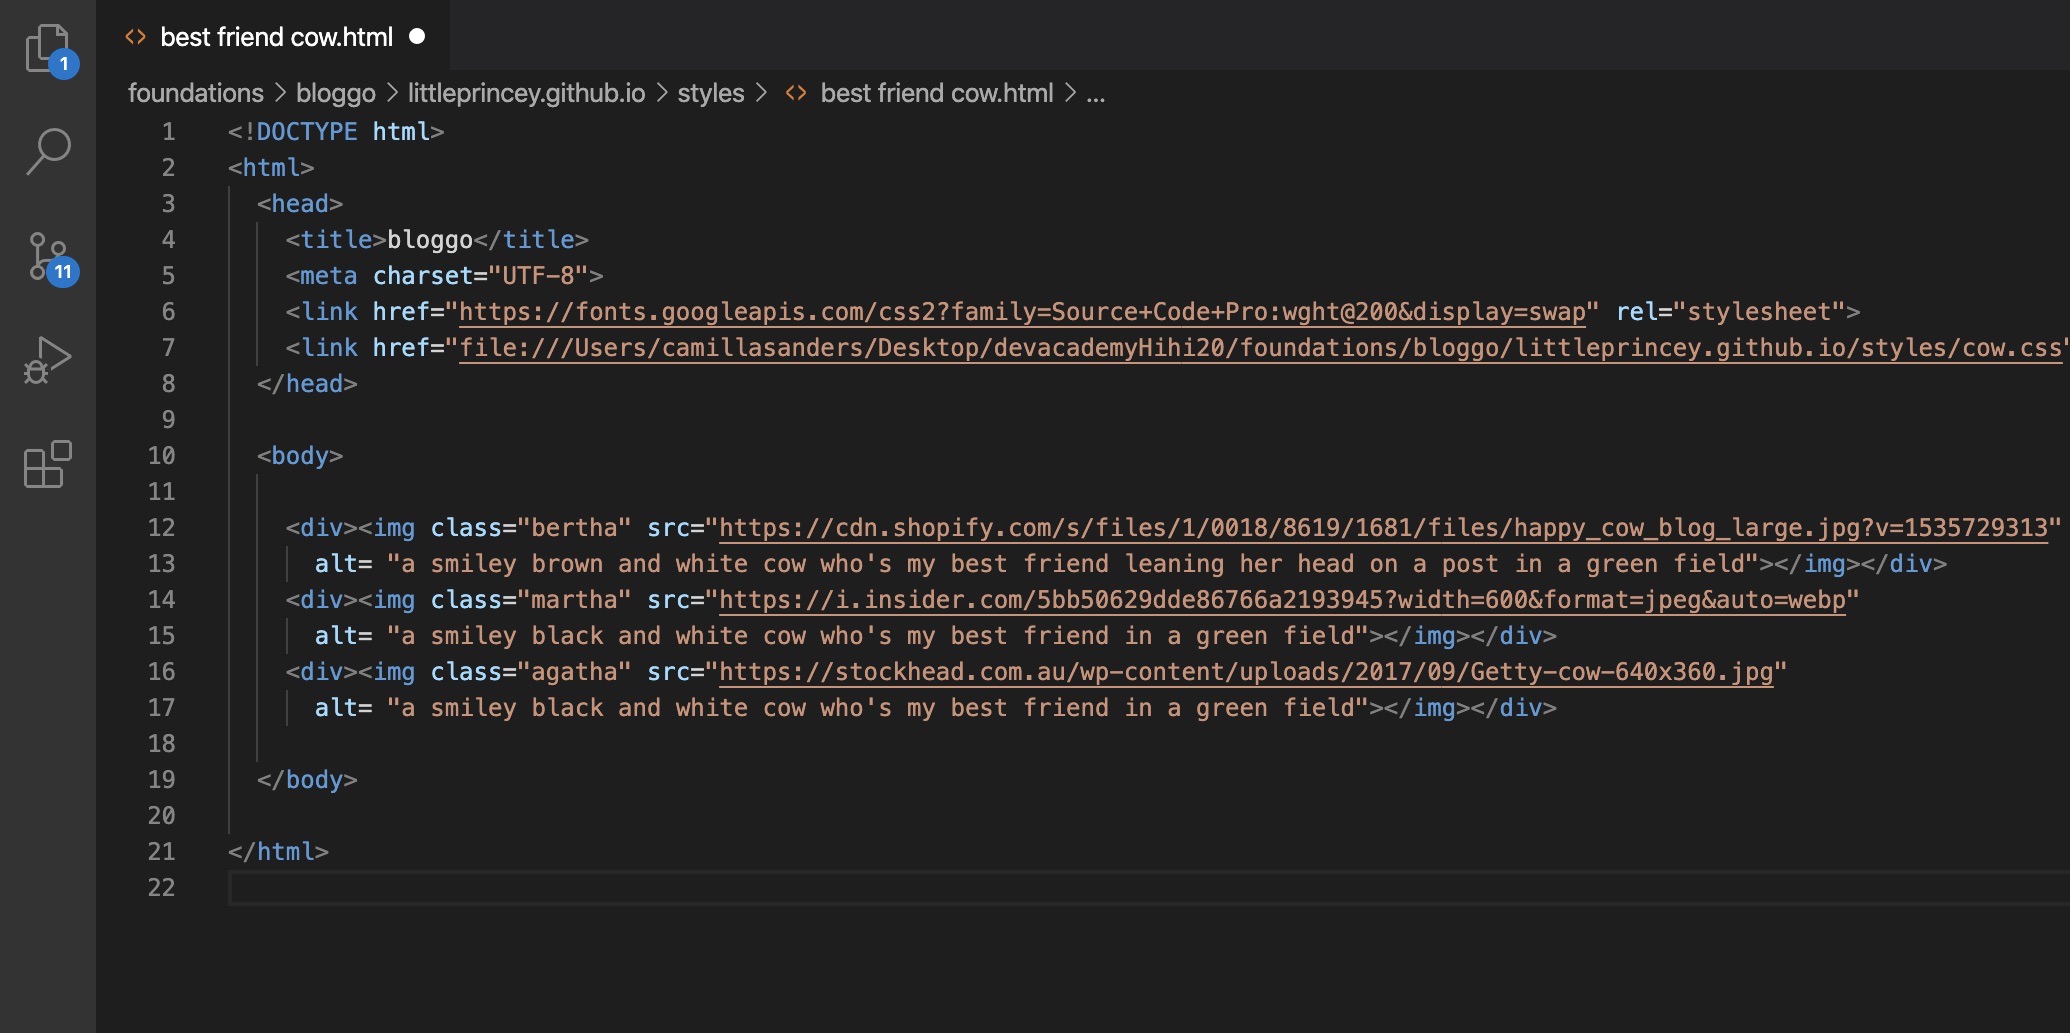 best friend cow.html
1
foundations > bloggo > littleprincey.github.io > styles > <> best friend cow.html > ...
11
1 <!DOCTYPE html>
2 <html>
3 <head>
4 <title>bloggo</title>
5 <meta charset="UTF-8">
6 <link href="https://fonts.googleapis.com/css2?family=Source+Code+Pro:wght@200&display=swap" rel="stylesheet">
7 <link href="file:///Users/camillasanders/Desktop/devacademyHihi20/foundations/bloggo/littleprincey.github.io/styles/cow.css"
8 </head>
9
10 <body>
11
12 <div><img class="bertha" src="https://cdn.shopify.com/s/files/1/0018/8619/1681/files/happy_cow_blog_large.jpg?v=1535729313"
13 alt= "a smiley brown and white cow who's my best friend leaning her head on a post in a green field"></img></div>
14 <div><img class="martha" src="https://i.insider.com/5bb50629dde86766a2193945?width=600&format=jpeg&auto=webp"
15 alt= "a smiley black and white cow who's my best friend in a green field"></img></div>
16 <div><img class="agatha" src="https://stockhead.com.au/wp-content/uploads/2017/09/Getty-cow-640x360.jpg"
17 alt= "a smiley black and white cow who's my best friend in a green field"></img></div>
18
19 </body>
20
21 </html>
22